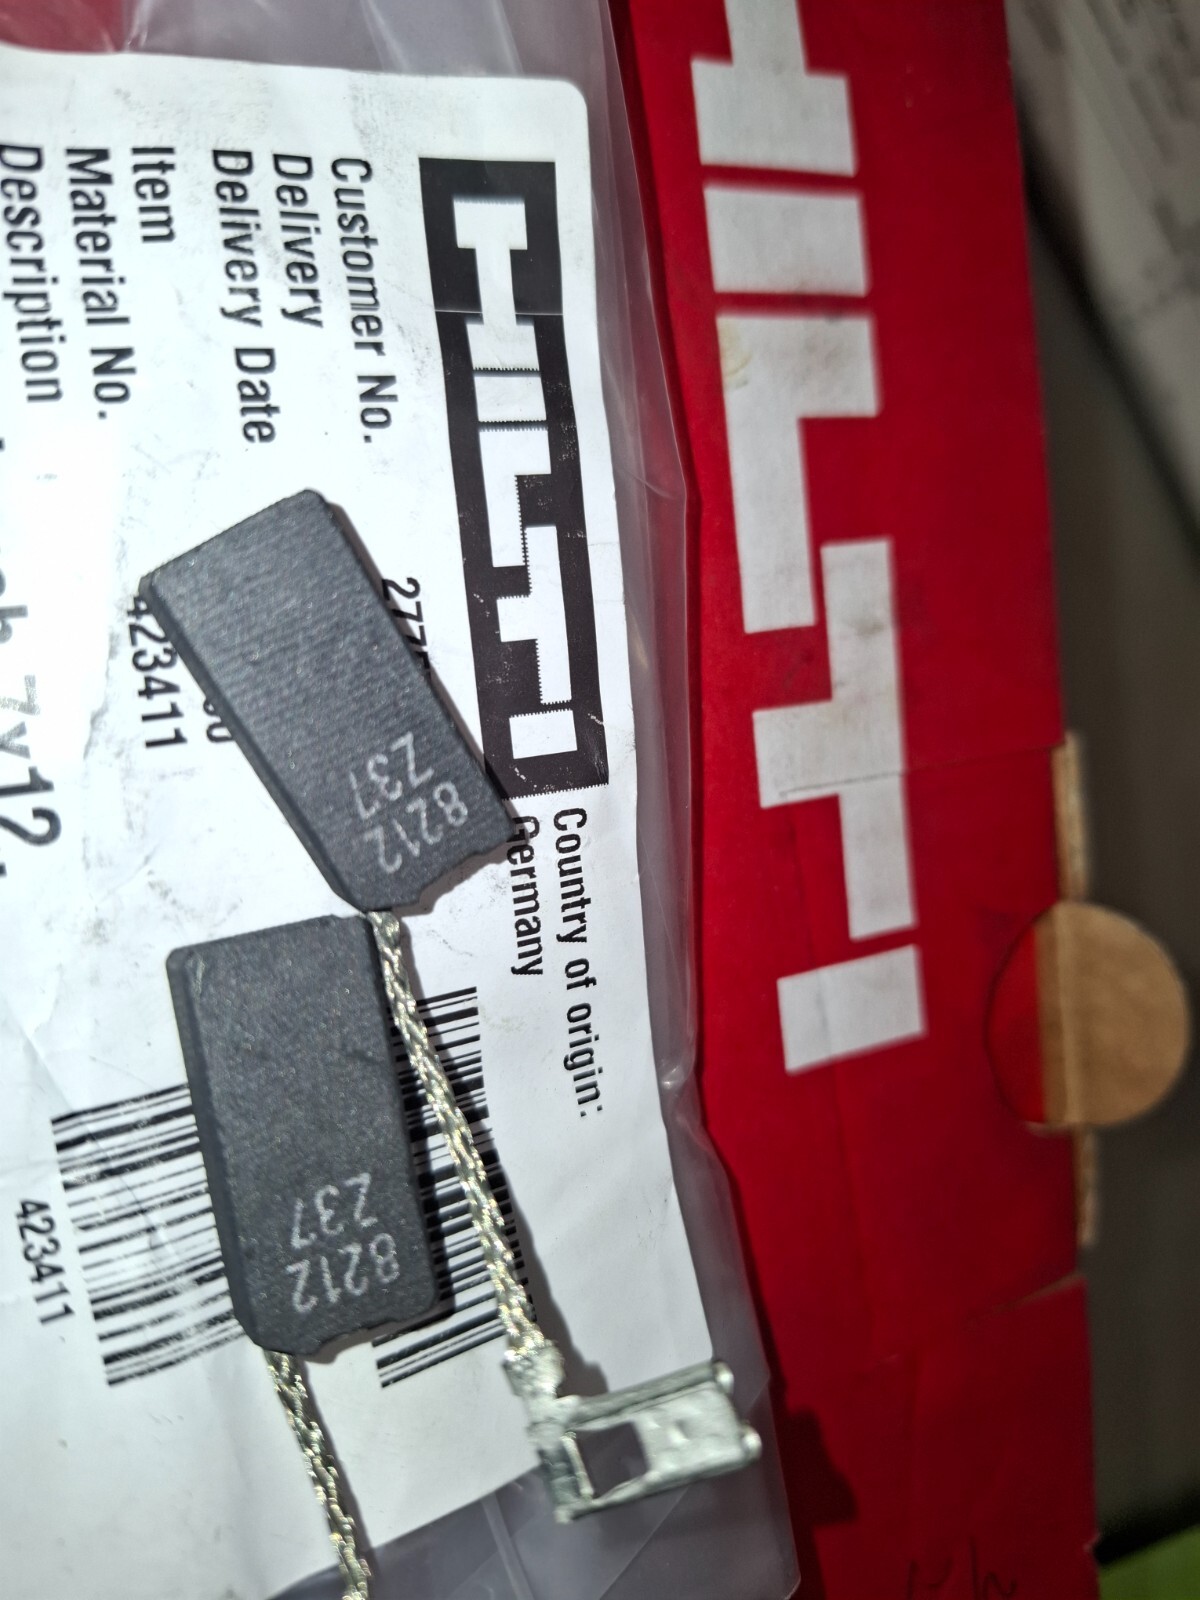 HILTI
HILTI
Country of origin:
Germany
Customer No.
Delivery
Delivery Date
Item
Material No.
423411
Description
7x12
423411
8212
Z37
8212
Z37